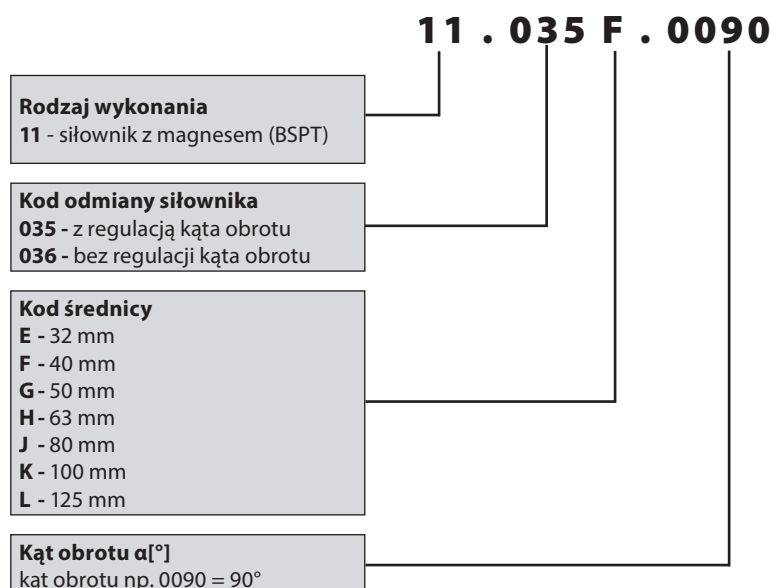 11 . 035 F . 0090
Rodzaj wykonania
11 - siłownik z magnesem (BSPT)
Kod odmiany siłownika
035 - z regulacją kąta obrotu
036 - bez regulacji kąta obrotu
Kod średnicy
E - 32 mm
F - 40 mm
G - 50 mm
H - 63 mm
J - 80 mm
K - 100 mm
L - 125 mm
Kąt obrotu α[°]
kąt obrotu np. 0090 = 90°